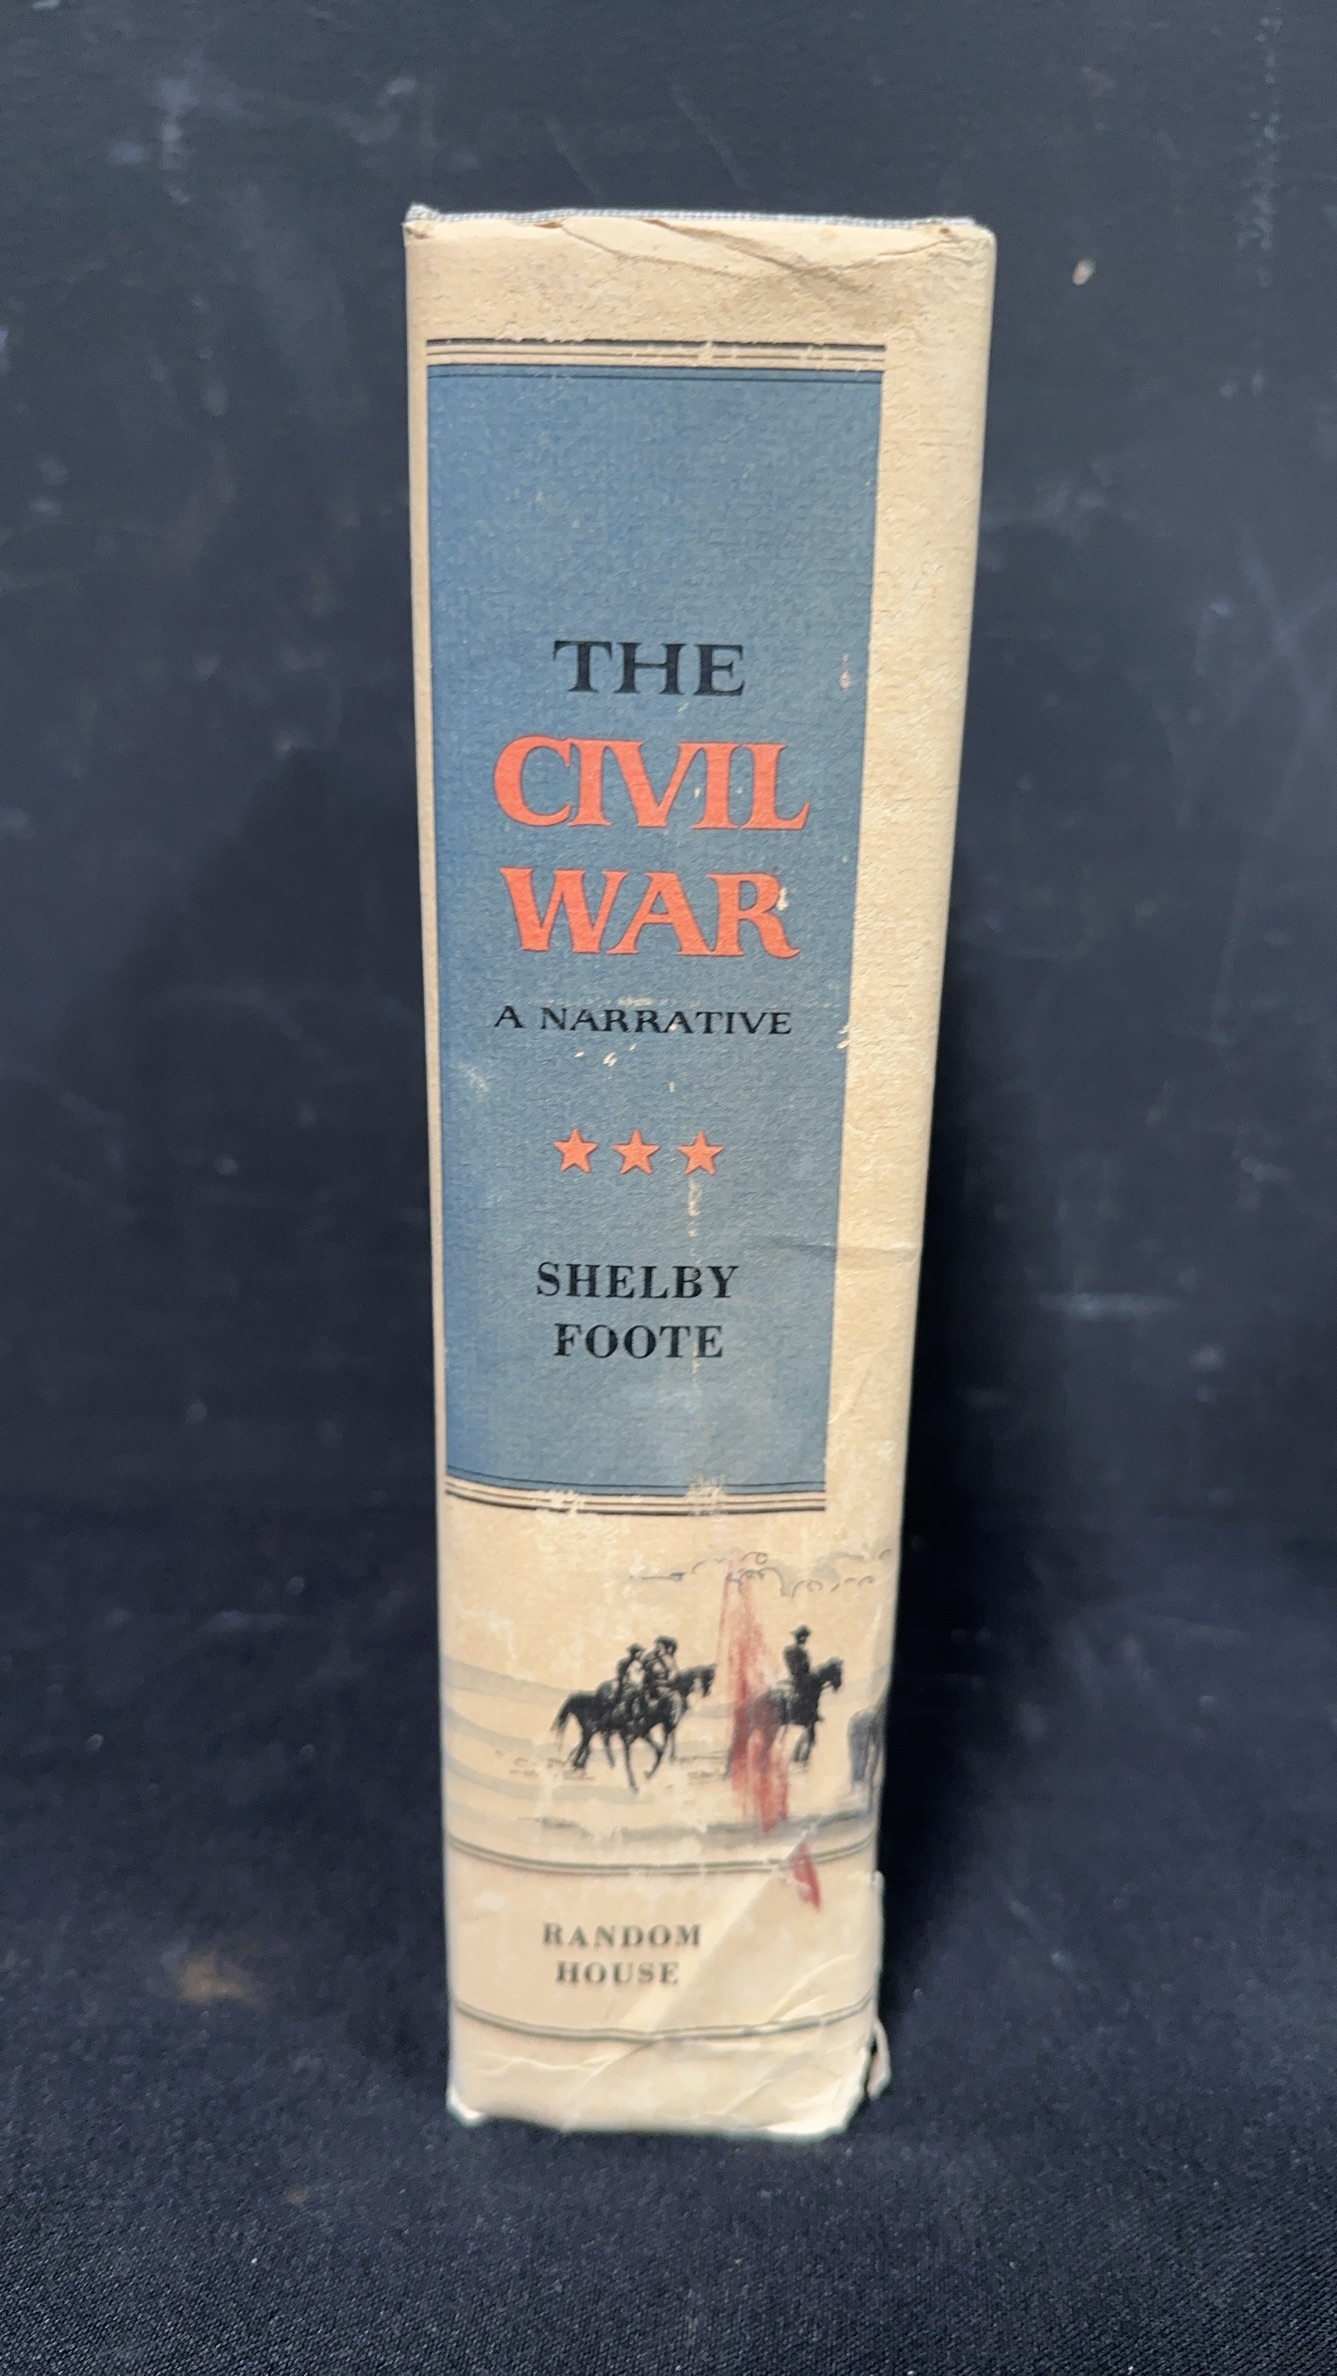 THE
CIVIL
WAR
A NARRATIVE
SHELBY
FOOTE
RANDOM
HOUSE